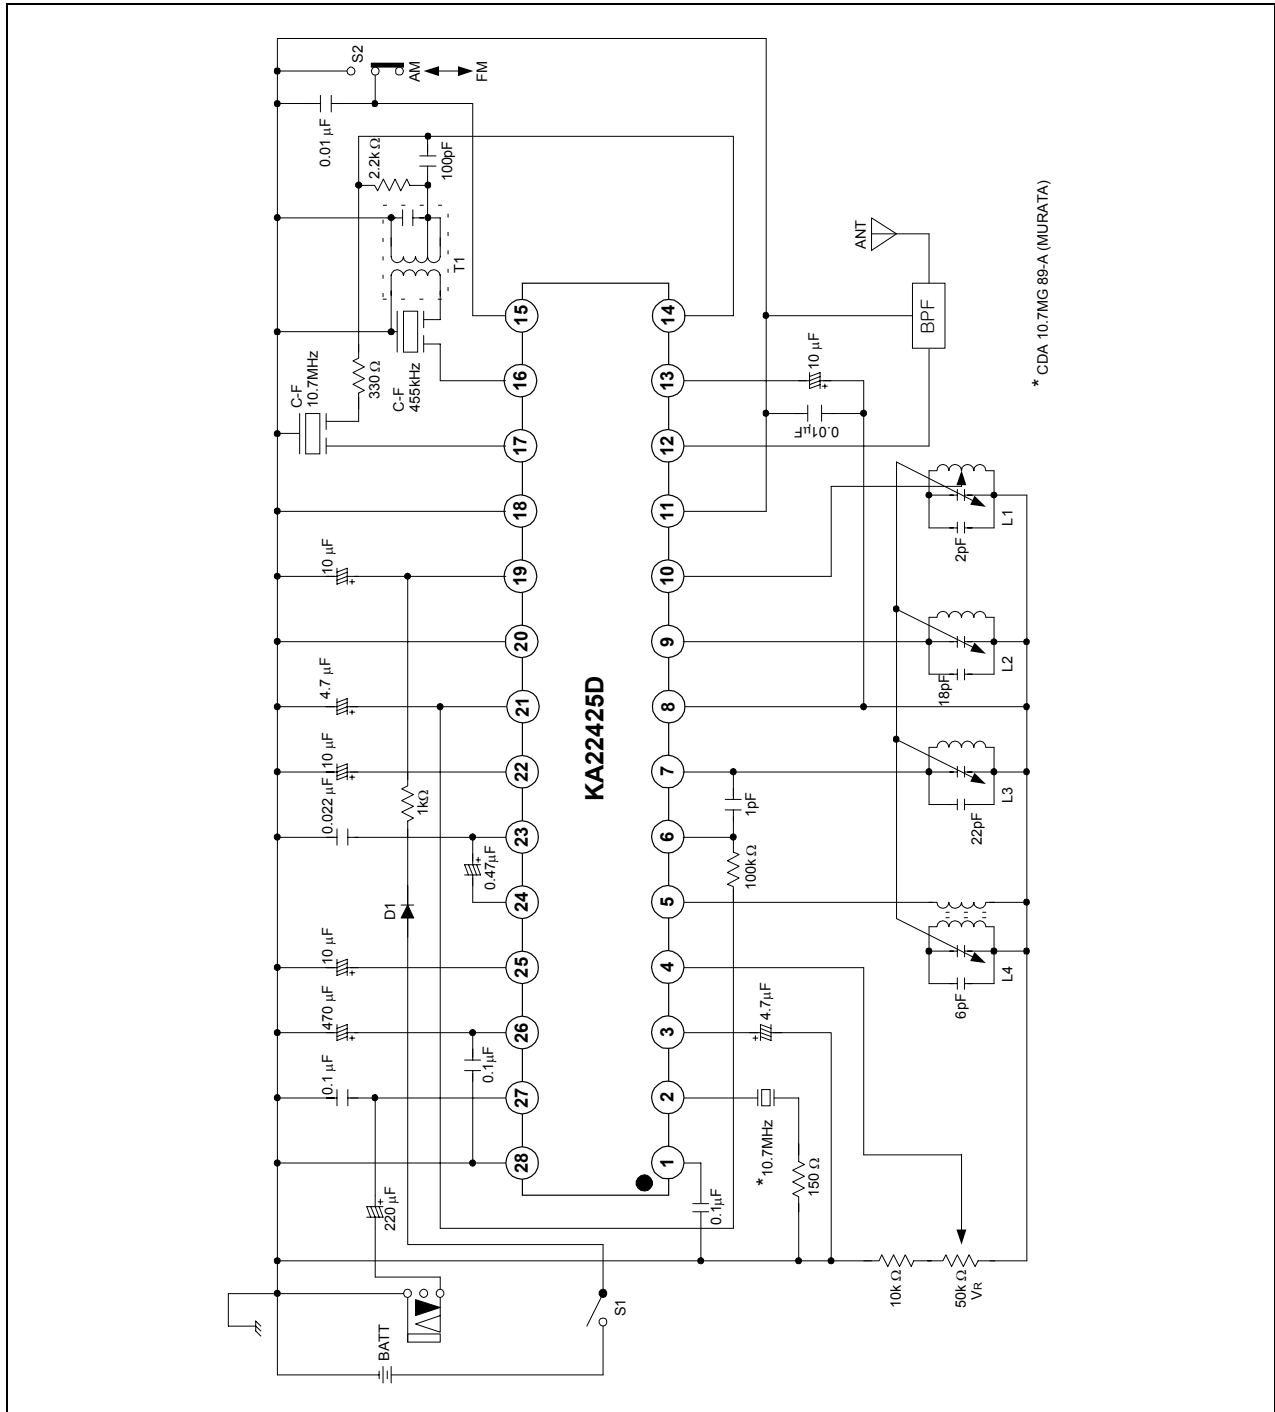 S2
AM
FM
0.01 μF
2.2kΩ
100pF
T1
C-F
10.7MHz
330 Ω
C-F
455kHz
10 μF
4.7 μF
10 μF
0.022 μF
1kΩ
0.47μF
D1
10 μF
470 μF
0.1μF
0.1 μF
220 μF
BATT
S1
15
16
17
18
19
20
21
22
23
24
25
26
27
28
KA22425D
14
13
12
11
10
9
8
7
6
5
4
3
2
1
ANT
BPF
10 μF
0.01μF
2pF
L1
18pF
L2
1pF
100k Ω
22pF
L3
6pF
L4
4.7μF
* 10.7MHz
150 Ω
0.1μF
10k Ω
50k Ω
VR
* CDA 10.7MG 89-A (MURATA)